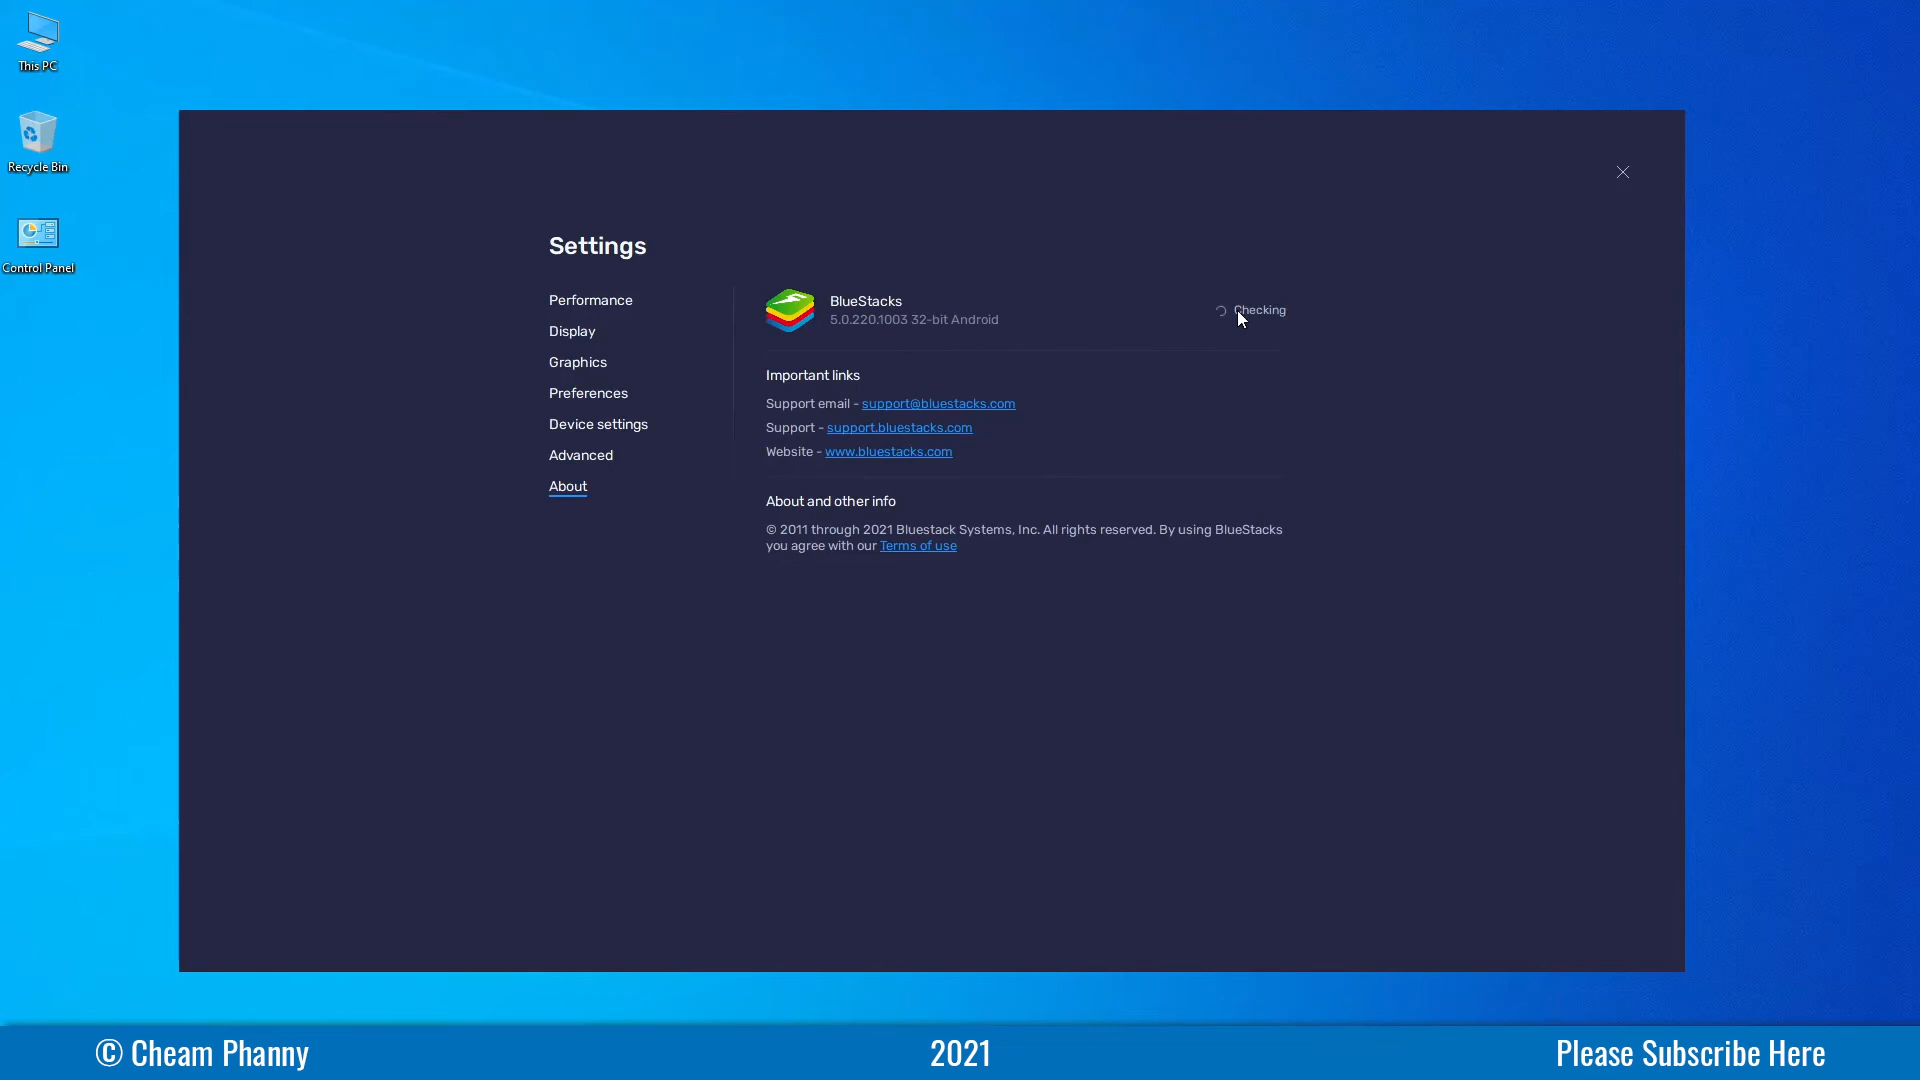 This PC
Recycle Bin
Control Panel
Settings
Performance
Display
Graphics
Preferences
Device settings
Advanced
About
BlueStacks
5.0.220.1003 32-bit Android
Checking
Important links
Support email - support@bluestacks.com
Support - support.bluestacks.com
Website - www.bluestacks.com
About and other info
© 2011 through 2021 Bluestack Systems, Inc. All rights reserved. By using BlueStacks
you agree with our Terms of use
© Cheam Phanny
2021
Please Subscribe Here